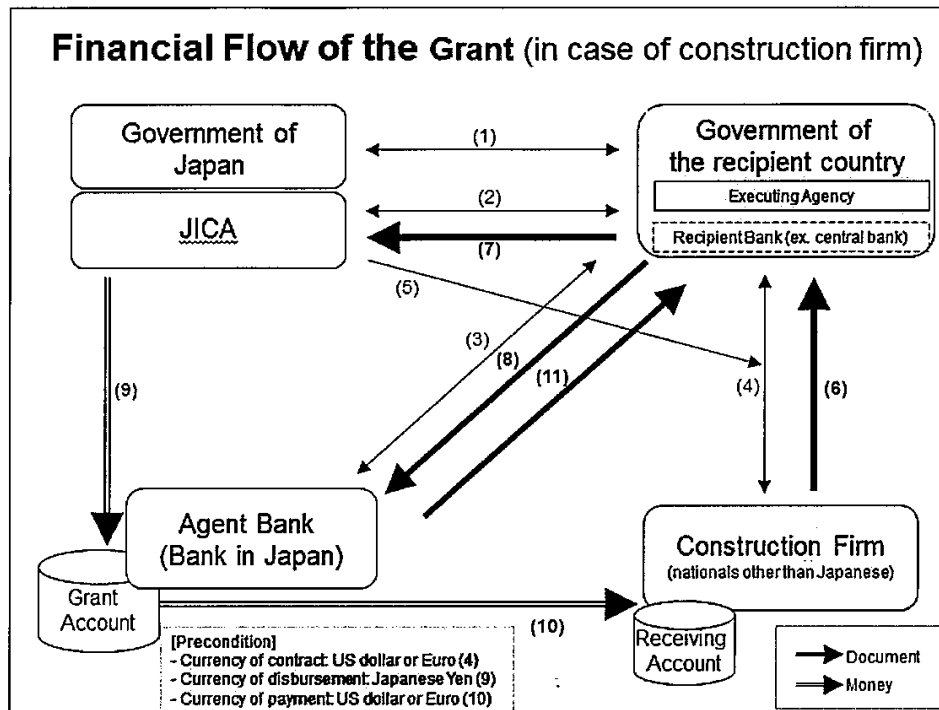 Financial Flow of the Grant (in case of construction firm)
Government of
Japan
(1)
Government of
the recipient country
Executing Agency
Recipient Bank (ex. central bank)
JICA
(2)
(7)
(5)
(3)
(8)
(11)
(9)
(4)
(6)
Agent Bank
(Bank in Japan)
Construction Firm
(nationals other than Japanese)
Grant
Account
(10)
Receiving
Account
[Precondition]
- Currency of contract: US dollar or Euro (4)
- Currency of disbursement: Japanese Yen (9)
- Currency of payment: US dollar or Euro (10)
Document
Money